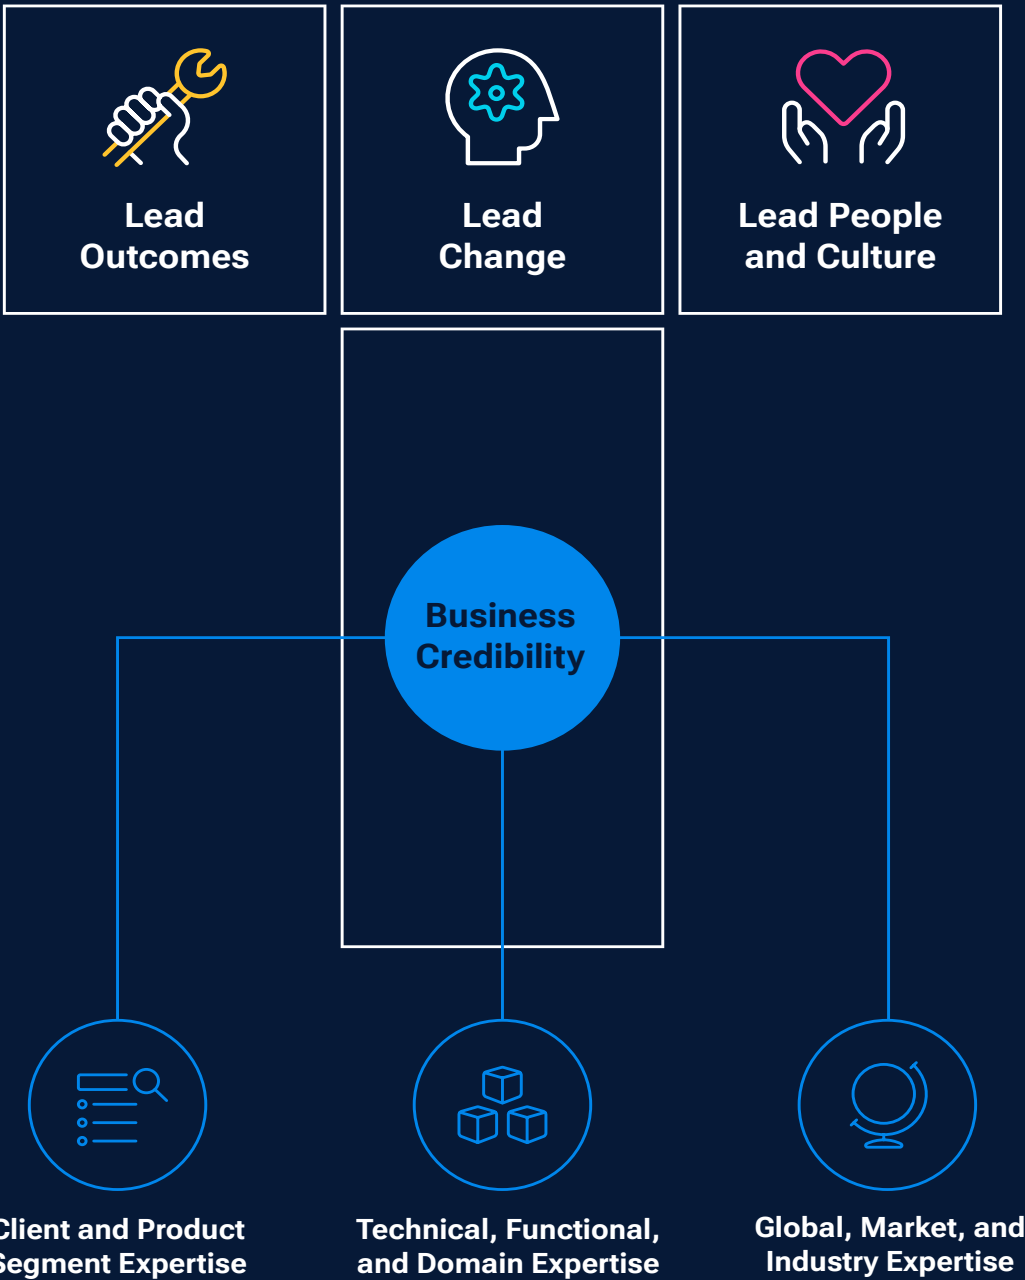 Lead
Outcomes
Lead
Change
Lead People
and Culture
Business
Credibility
Client and Product
Segment Expertise
Technical, Functional,
and Domain Expertise
Global, Market, and
Industry Expertise